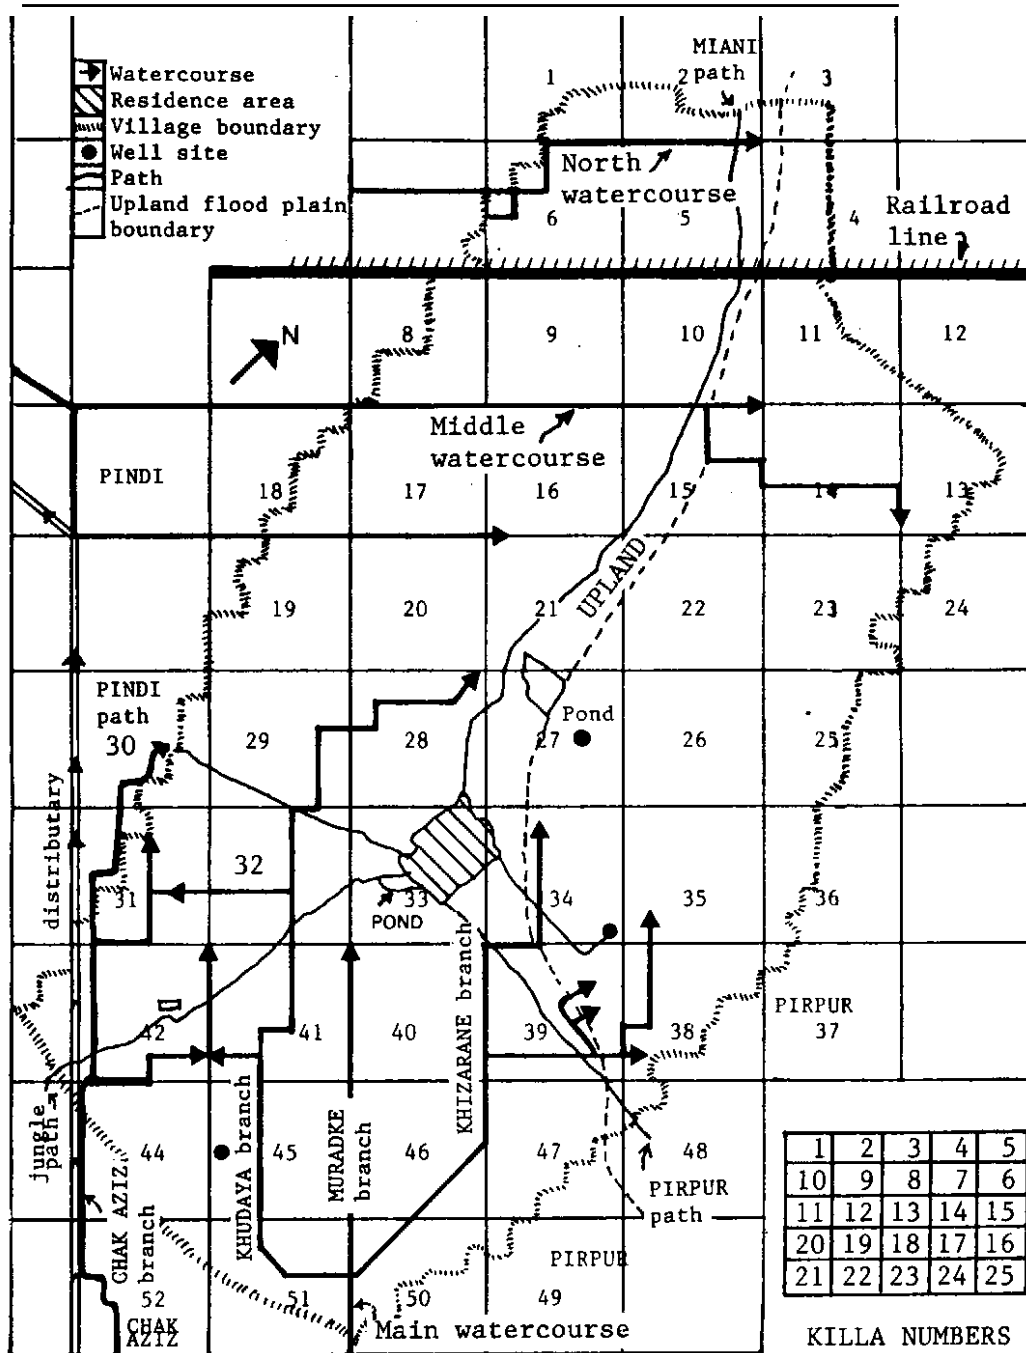 MIANI
path
1
2
3
Watercourse
Residence area
Village boundary
Well site
Path
Upland flood plain
boundary
North
watercourse
6
5
4
Railroad
line
N
8
9
10
11
12
Middle
watercourse
PINDI
18
17
16
15
14
13
UPLAND
19
20
21
22
23
24
PINDI
path
30
29
28
Pond
27
26
25
distributary
32
31
33
34
35
36
POND
KHIZARANE branch
42
41
40
39
38
PIRPUR
37
jungle
path
44
45
46
47
48
CHAK AZIZ
branch
KHUDAYA branch
MURADKE
branch
PIRPUR
path
PIRPUR
52
51
50
49
CHAK
AZIZ
Main watercourse
1 2 3 4 5
10 9 8 7 6
11 12 13 14 15
20 19 18 17 16
21 22 23 24 25
KILLA NUMBERS